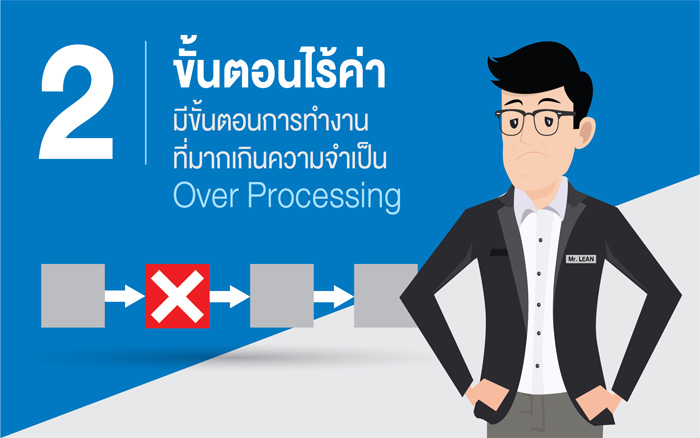 2
ขั้นตอนไร้ค่า
มีขั้นตอนการทำงาน
ที่มากเกินความจำเป็น
Over Processing
Mr. LEAN